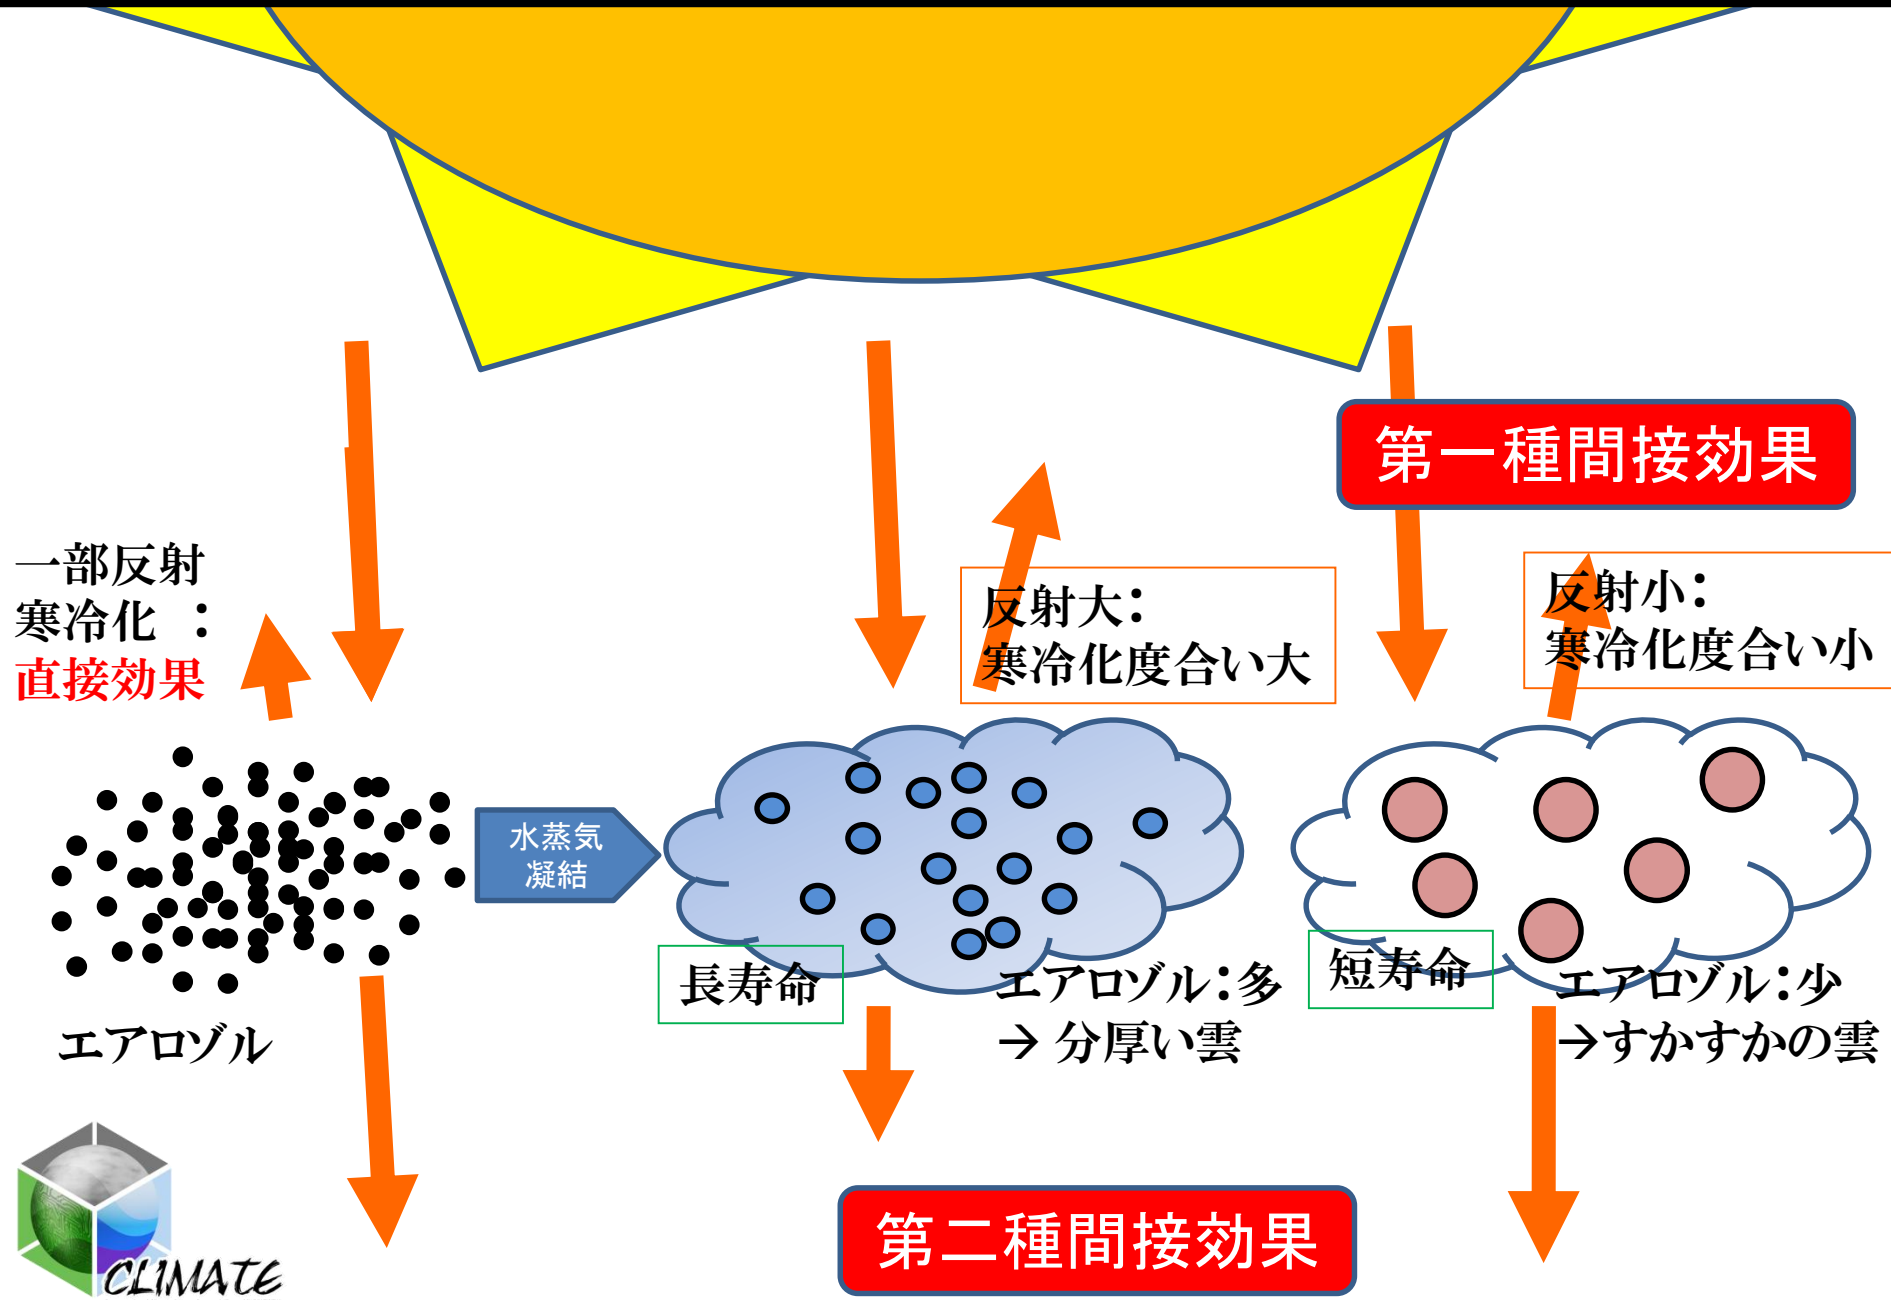 第一種間接効果
一部反射
寒冷化 :
直接効果
反射大:
寒冷化度合い大
反射小:
寒冷化度合い小
水蒸気
凝結
長寿命
エアロゾル:多
→ 分厚い雲
短寿命
エアロゾル:少
→すかすかの雲
エアロゾル
第二種間接効果
CLIMATE